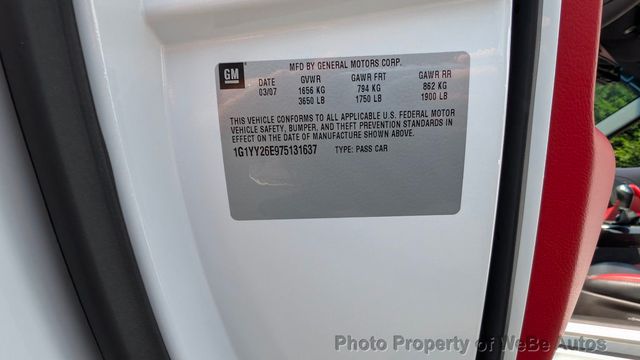 GM
MFD BY GENERAL MOTORS CORP.
DATE GVWR GAWR FRT GAWR RR
03/07 1656 KG 794 KG 862 KG
3650 LB 1750 LB 1900 LB
THIS VEHICLE CONFORMS TO ALL APPLICABLE U.S. FEDERAL MOTOR
VEHICLE SAFETY, BUMPER, AND THEFT PREVENTION STANDARDS IN
EFFECT ON THE DATE OF MANUFACTURE SHOWN ABOVE.
1G1YY26E975131637 TYPE: PASS CAR
Photo Property of WeBe Autos